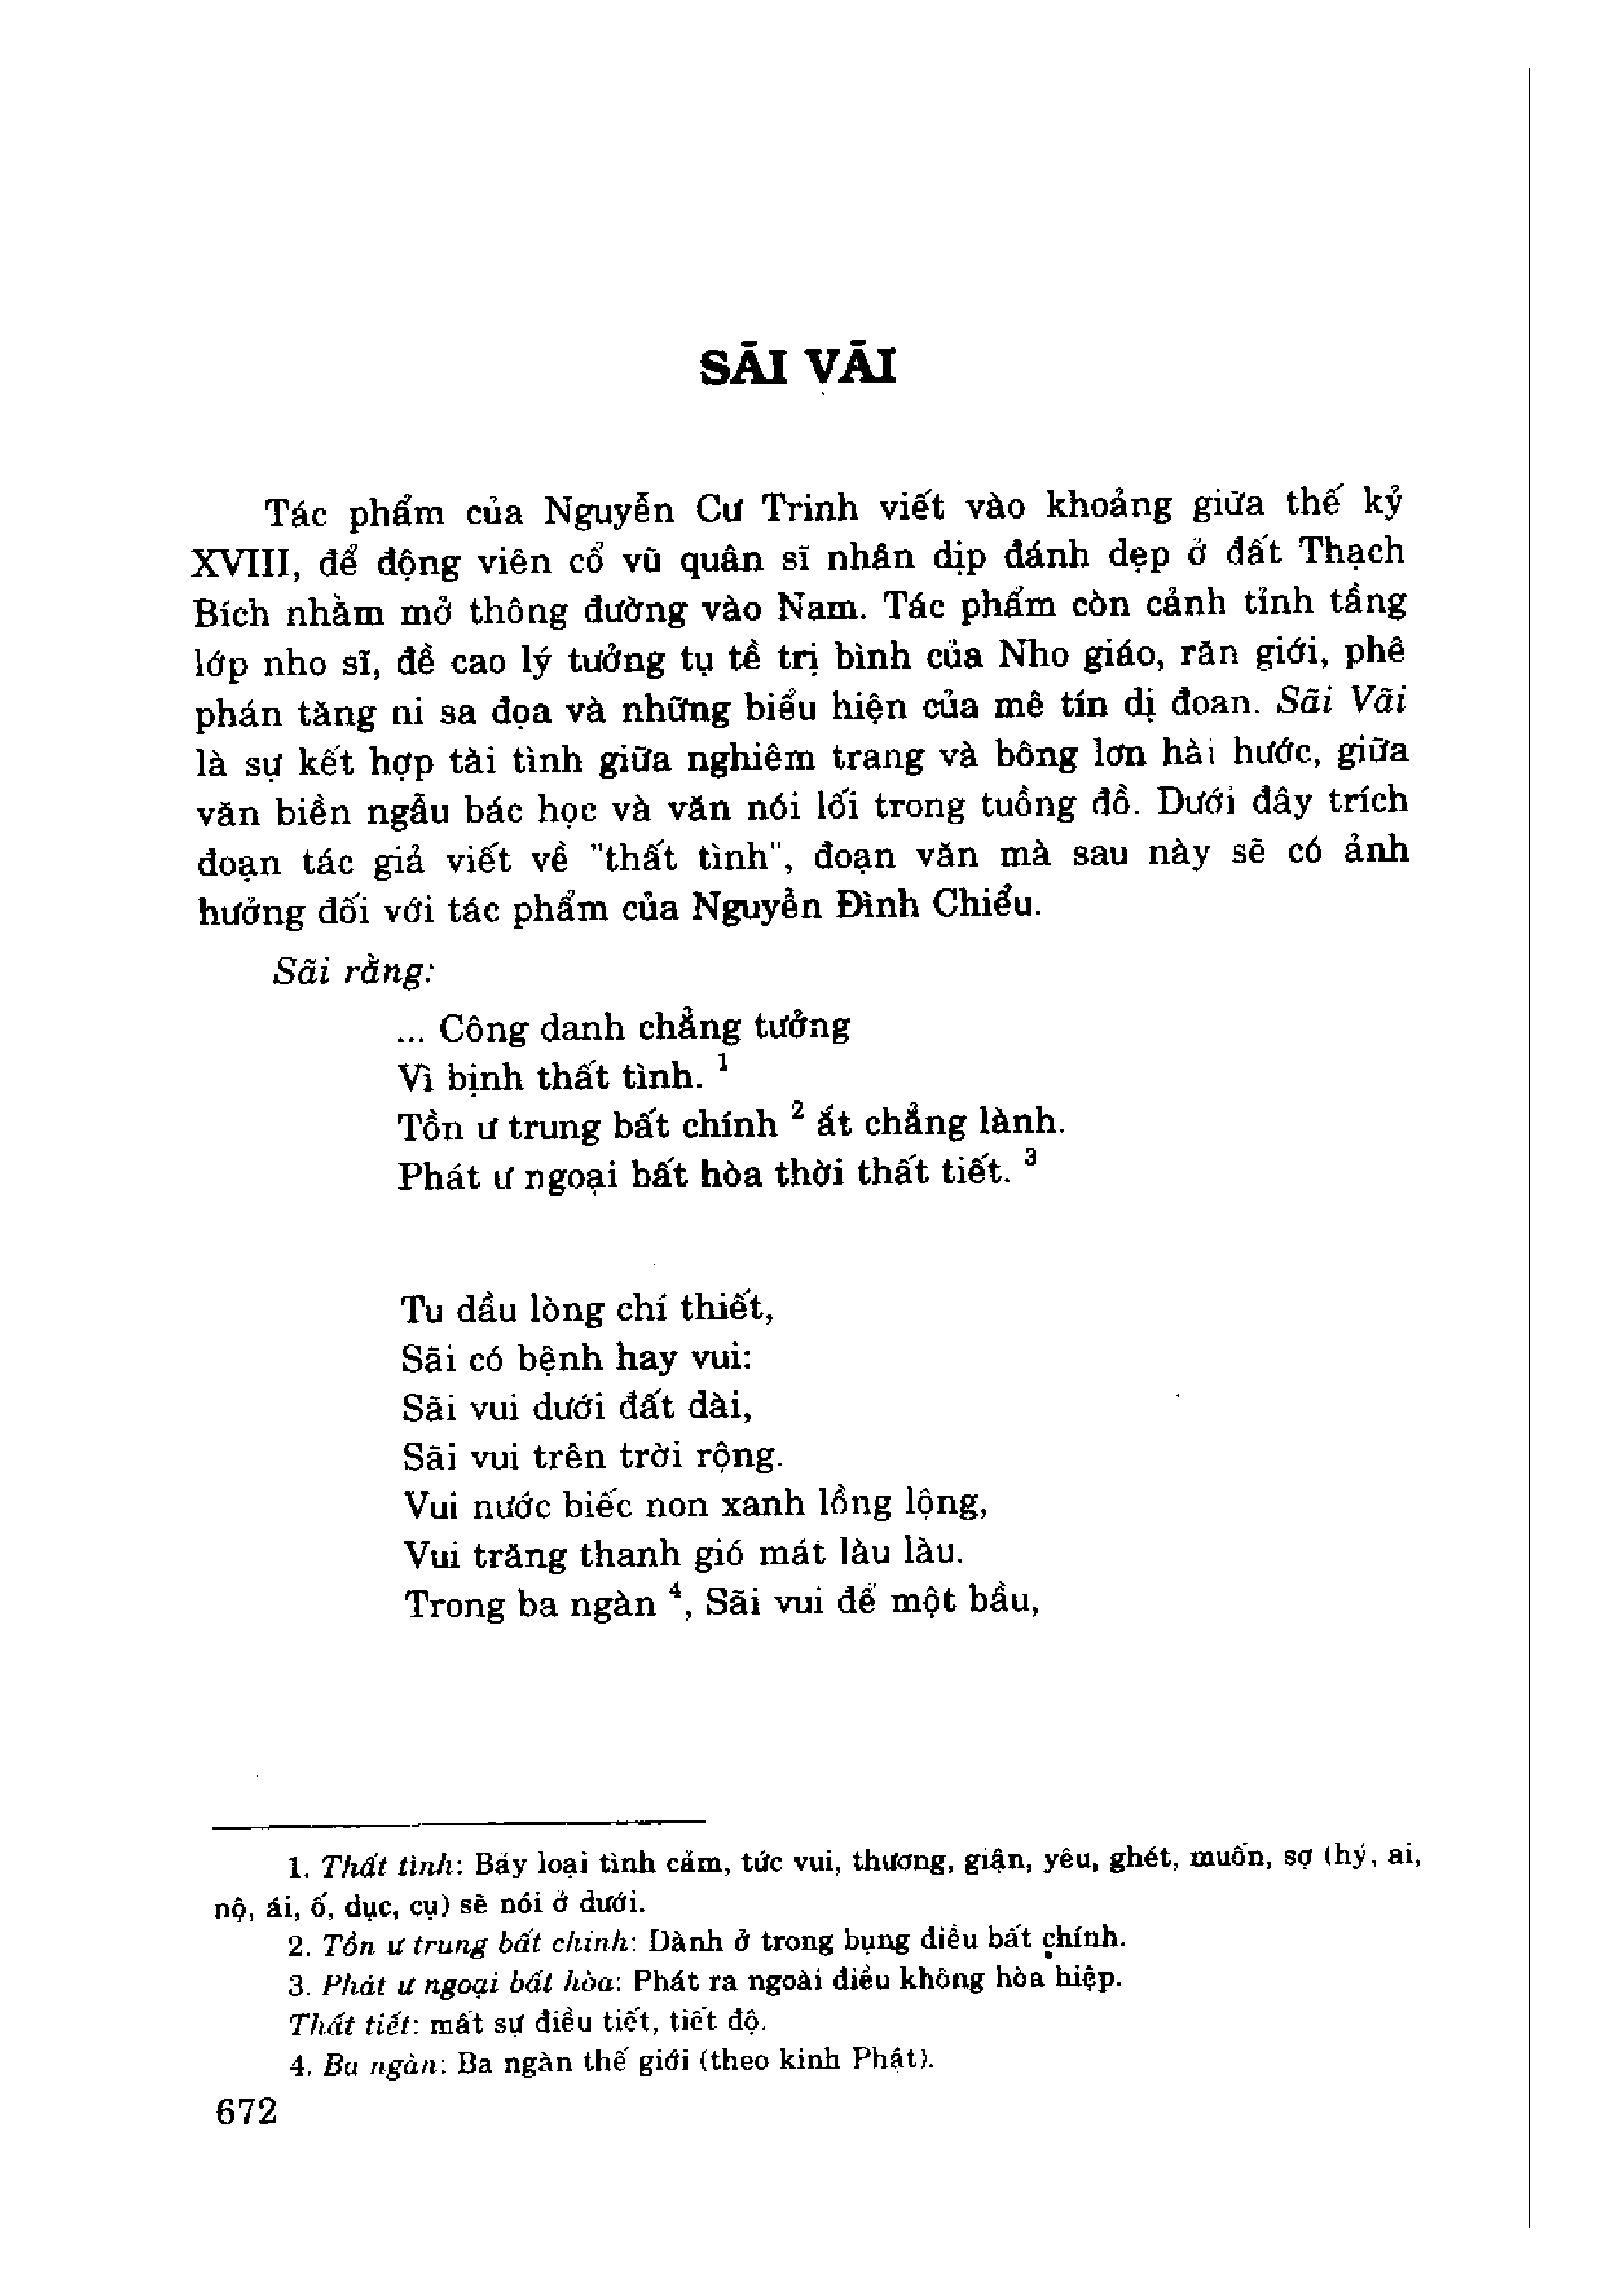 SÃI VÃI
Tác phẩm của Nguyễn Cư Trinh viết vào khoảng giữa thế kỷ
XVIII, để động viên cổ vũ quân sĩ nhân dịp đánh dẹp ở đất Thạch
Bích nhằm mở thông đường vào Nam. Tác phẩm còn cảnh tỉnh tầng
lớp nho sĩ, đề cao lý tưởng tụ tề trị bình của Nho giáo, răn giới, phê
phán tăng ni sa đọa và những biểu hiện của mê tín dị đoan. Sãi Vãi
là sự kết hợp tài tình giữa nghiêm trang và bông lơn hài hước, giữa
văn biền ngẫu bác học và văn nói lối trong tuồng đồ. Dưới đây trích
đoạn tác giả viết về "thất tình", đoạn văn mà sau này sẽ có ảnh
hưởng đối với tác phẩm của Nguyễn Đình Chiểu.
Sãi rằng:
... Công danh chẳng tưởng
Vì bịnh thất tình. 1
Tồn ư trung bất chính 2 ắt chẳng lành.
Phát ư ngoại bất hòa thời thất tiết. 3
Tu dầu lòng chí thiết,
Sãi có bệnh hay vui:
Sãi vui dưới đất dài,
Sãi vui trên trời rộng.
Vui nước biếc non xanh lồng lộng,
Vui trăng thanh gió mát làu làu.
Trong ba ngàn 4, Sãi vui để một bầu,
1. Thất tình: Bảy loại tình cảm, tức vui, thương, giận, yêu, ghét, muốn, sợ (hỷ, ai,
nộ, ái, ố, dục, cụ) sẽ nói ở dưới.
2. Tồn ư trung bất chinh: Dành ở trong bụng điều bất chính.
3. Phát ư ngoại bất hòa: Phát ra ngoài điều không hòa hiệp.
Thất tiết: mất sự điều tiết, tiết độ.
4. Ba ngàn: Ba ngàn thế giới (theo kinh Phật).
672